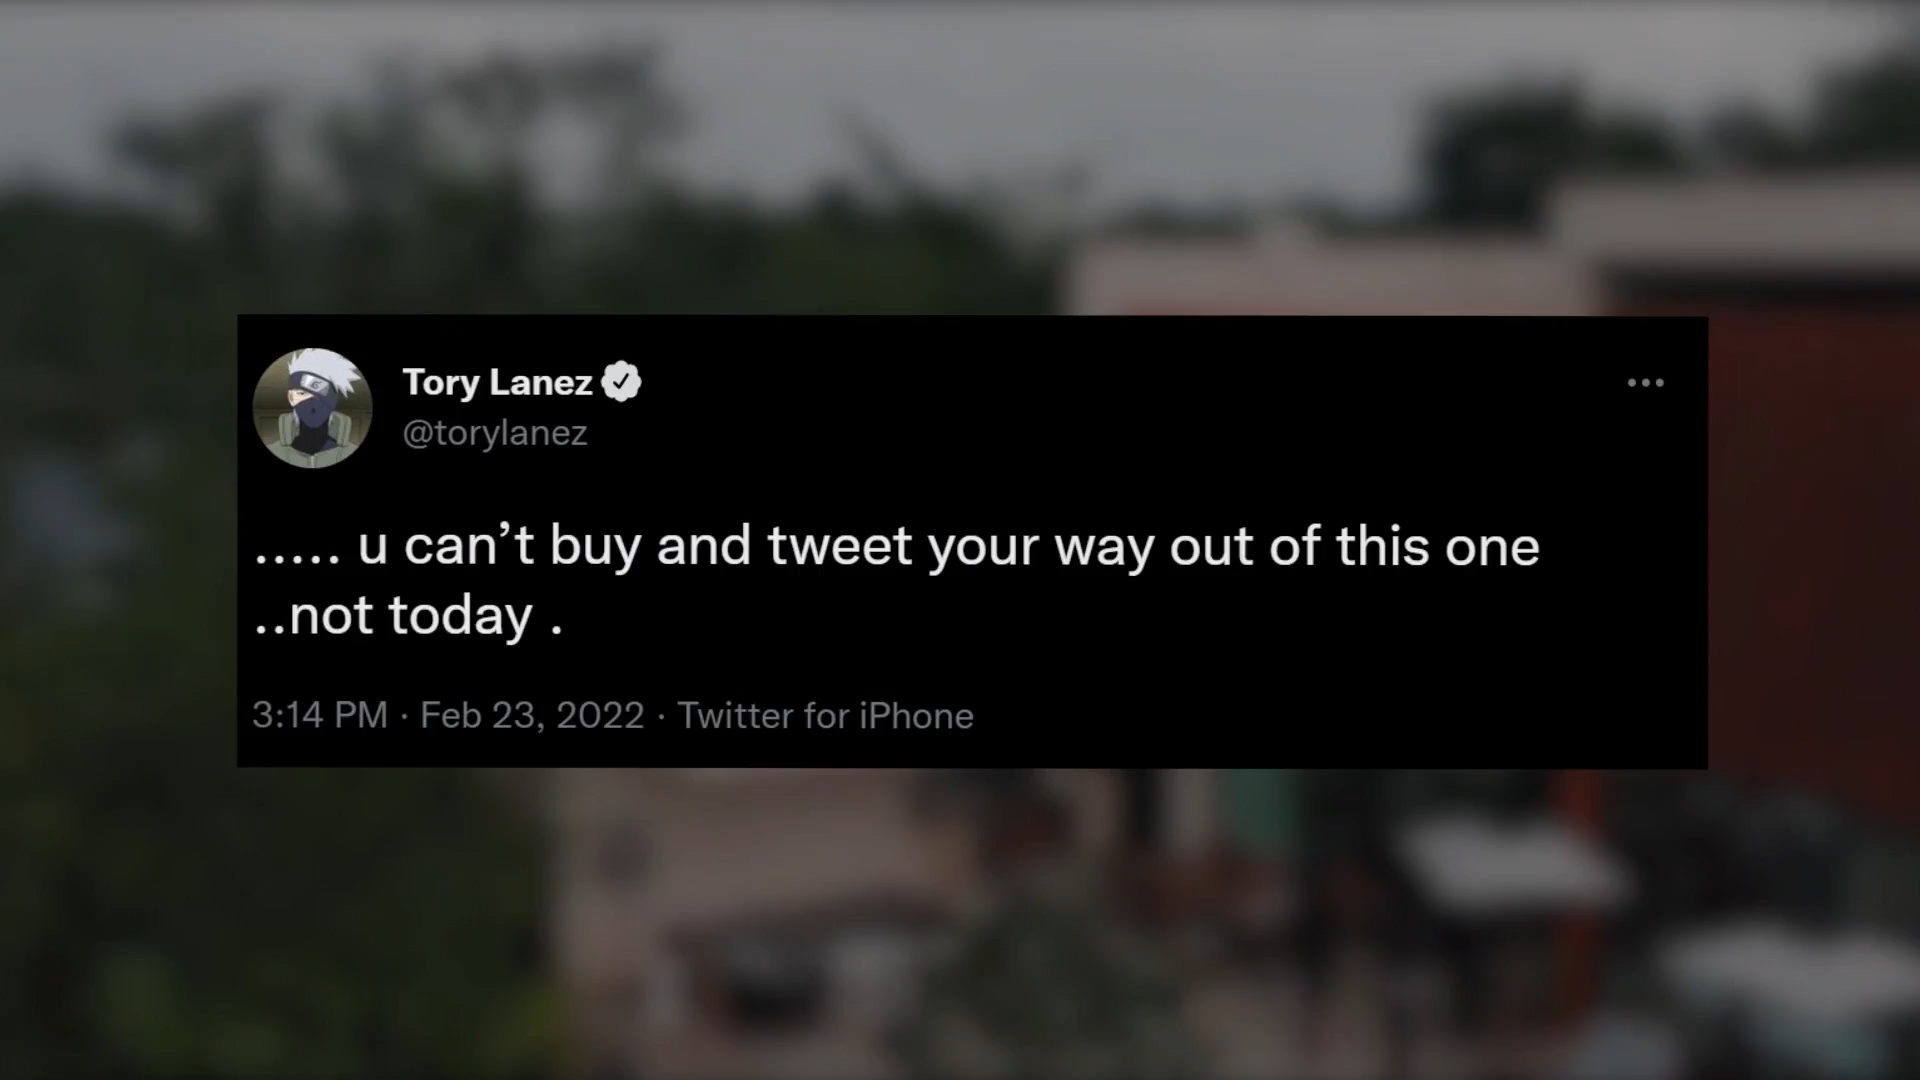 Tory Lanez
@torylanez
..... u can’t buy and tweet your way out of this one
..not today .
3:14 PM · Feb 23, 2022 · Twitter for iPhone